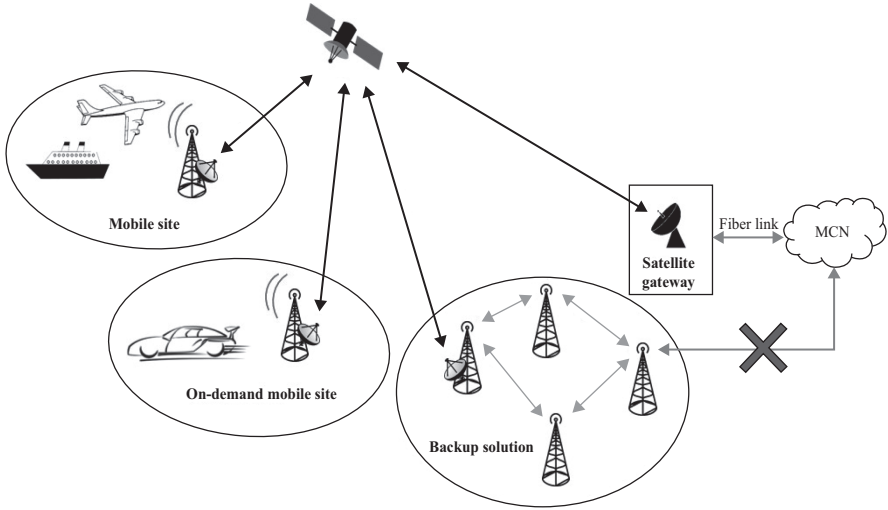 Mobile site
Fiber link
MCN
Satellite
gateway
On-demand mobile site
Backup solution